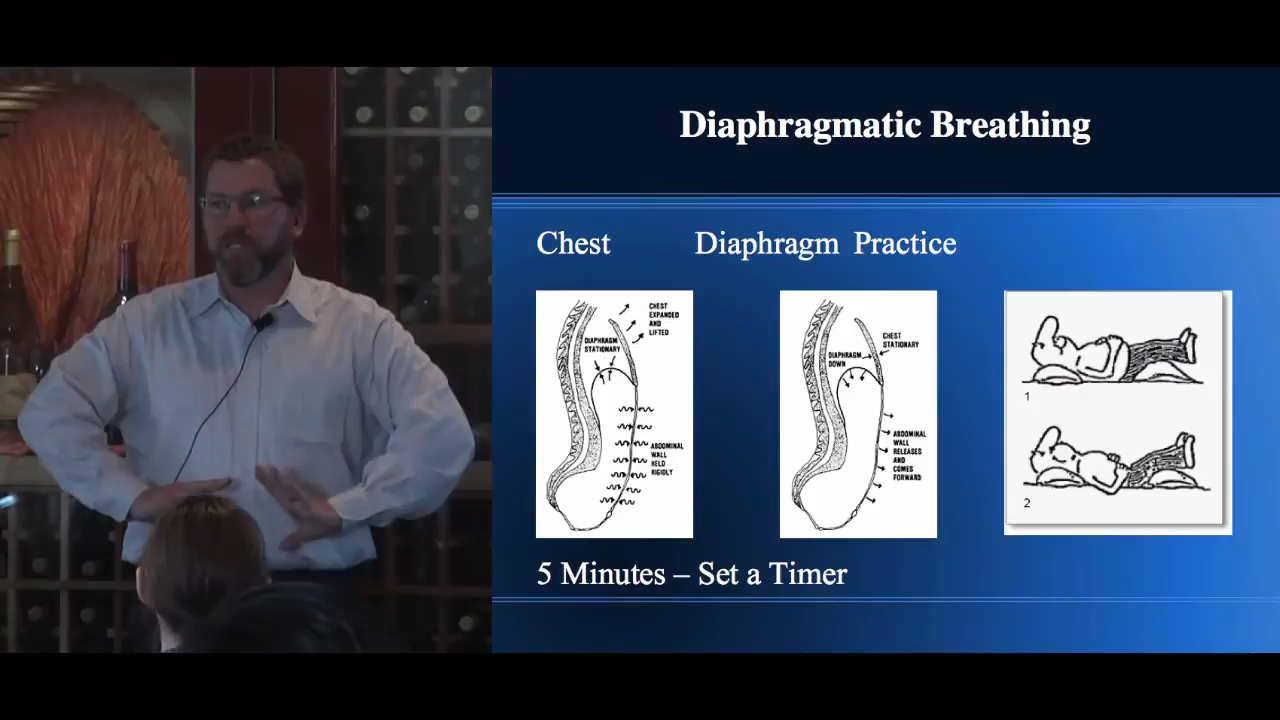 Diaphragmatic Breathing
Chest
Diaphragm Practice
CHEST
EXPANDED
AND
LIFTED
DIAPHRAGM
STATIONARY
ABDOMINAL
WALL
HELD
RIGIDLY
CHEST
STATIONARY
DIAPHRAGM
DOWN
ABDOMINAL
WALL
RELEASES
AND
COMES
FORWARD
1
2
5 Minutes – Set a Timer